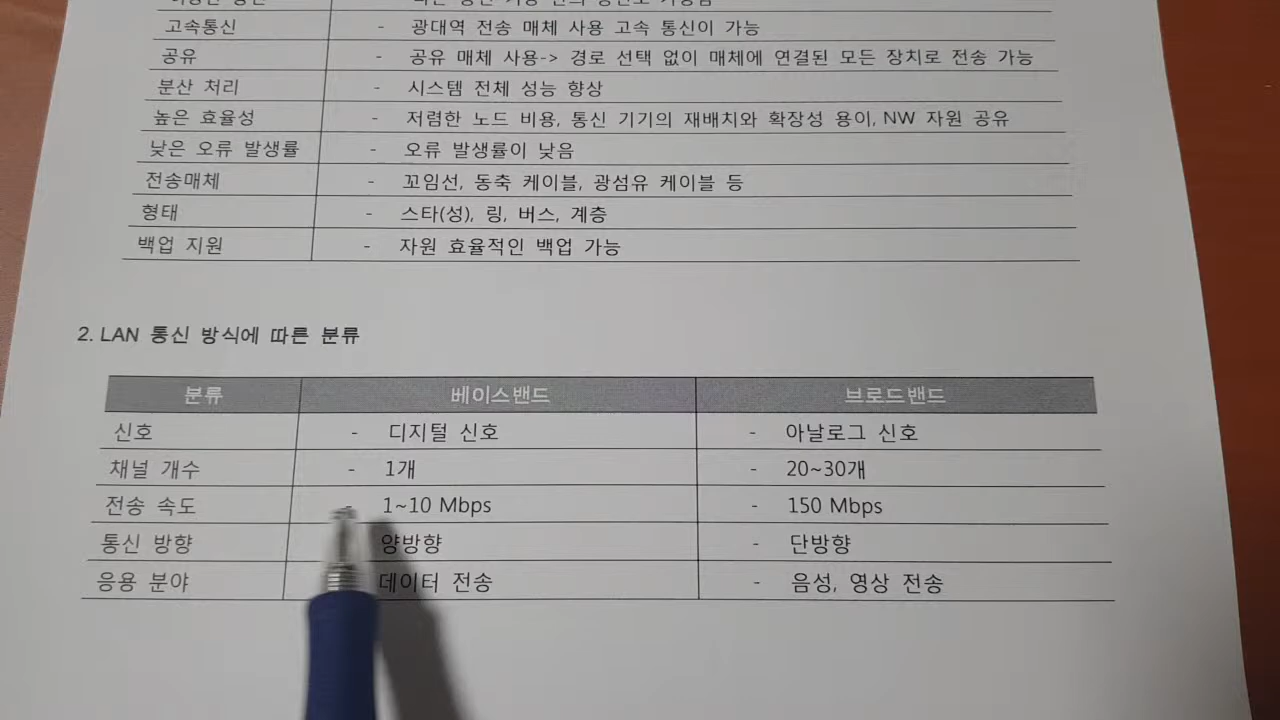 고속통신 - 광대역 전송 매체 사용 고속 통신이 가능
공유 - 공유 매체 사용-> 경로 선택 없이 매체에 연결된 모든 장치로 전송 가능
분산 처리 - 시스템 전체 성능 향상
높은 효율성 - 저렴한 노드 비용, 통신 기기의 재배치와 확장성 용이, NW 자원 공유
낮은 오류 발생률 - 오류 발생률이 낮음
전송매체 - 꼬임선, 동축 케이블, 광섬유 케이블 등
형태 - 스타(성), 링, 버스, 계층
백업 지원 - 자원 효율적인 백업 가능
2. LAN 통신 방식에 따른 분류
분류 베이스밴드 브로드밴드
신호 - 디지털 신호 - 아날로그 신호
채널 개수 - 1개 - 20~30개
전송 속도 - 1~10 Mbps - 150 Mbps
통신 방향 양방향 - 단방향
응용 분야 데이터 전송 - 음성, 영상 전송